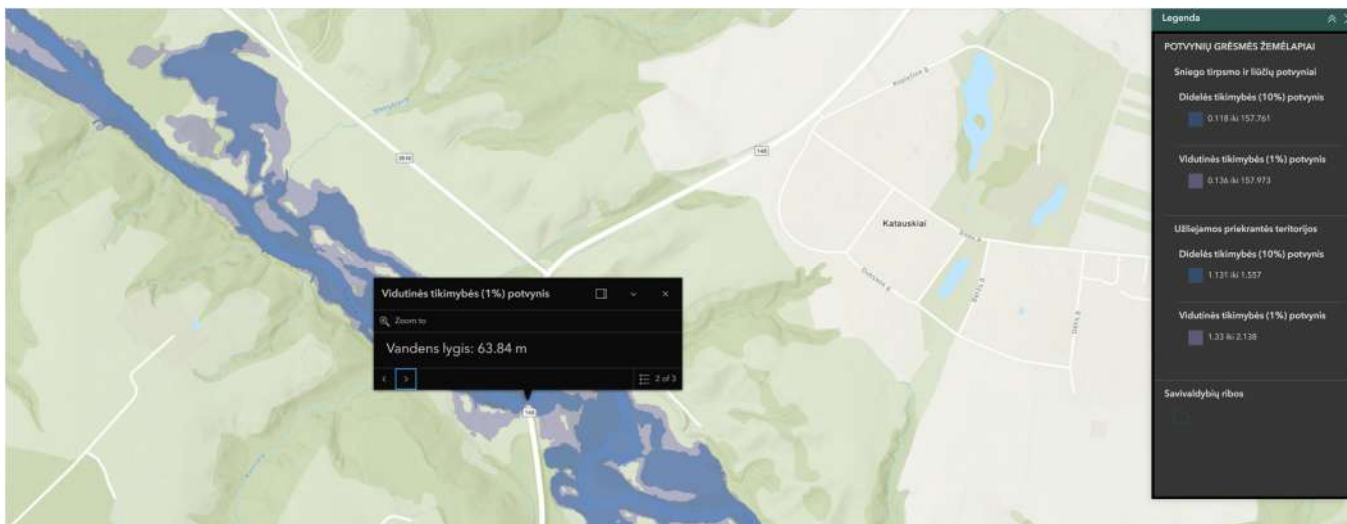 Legenda
POTVYNIŲ GRĖSMĖS ŽEMĖLAPIAI
Sniego tirpsmo ir liūčių potvyniai
Didelės tikimybės (10%) potvynis
0.118 iki 157.761
Vidutinės tikimybės (1%) potvynis
0.136 iki 157.973
Užliejamos priekrantės teritorijos
Didelės tikimybės (10%) potvynis
1.131 iki 1.557
Vidutinės tikimybės (1%) potvynis
1.33 iki 2.138
Savivaldybių ribos
148
Katauskiai
Beržų g.
Vidutinės tikimybės (1%) potvynis
Zoom to
Vandens lygis: 63.84 m
2 of 3
148